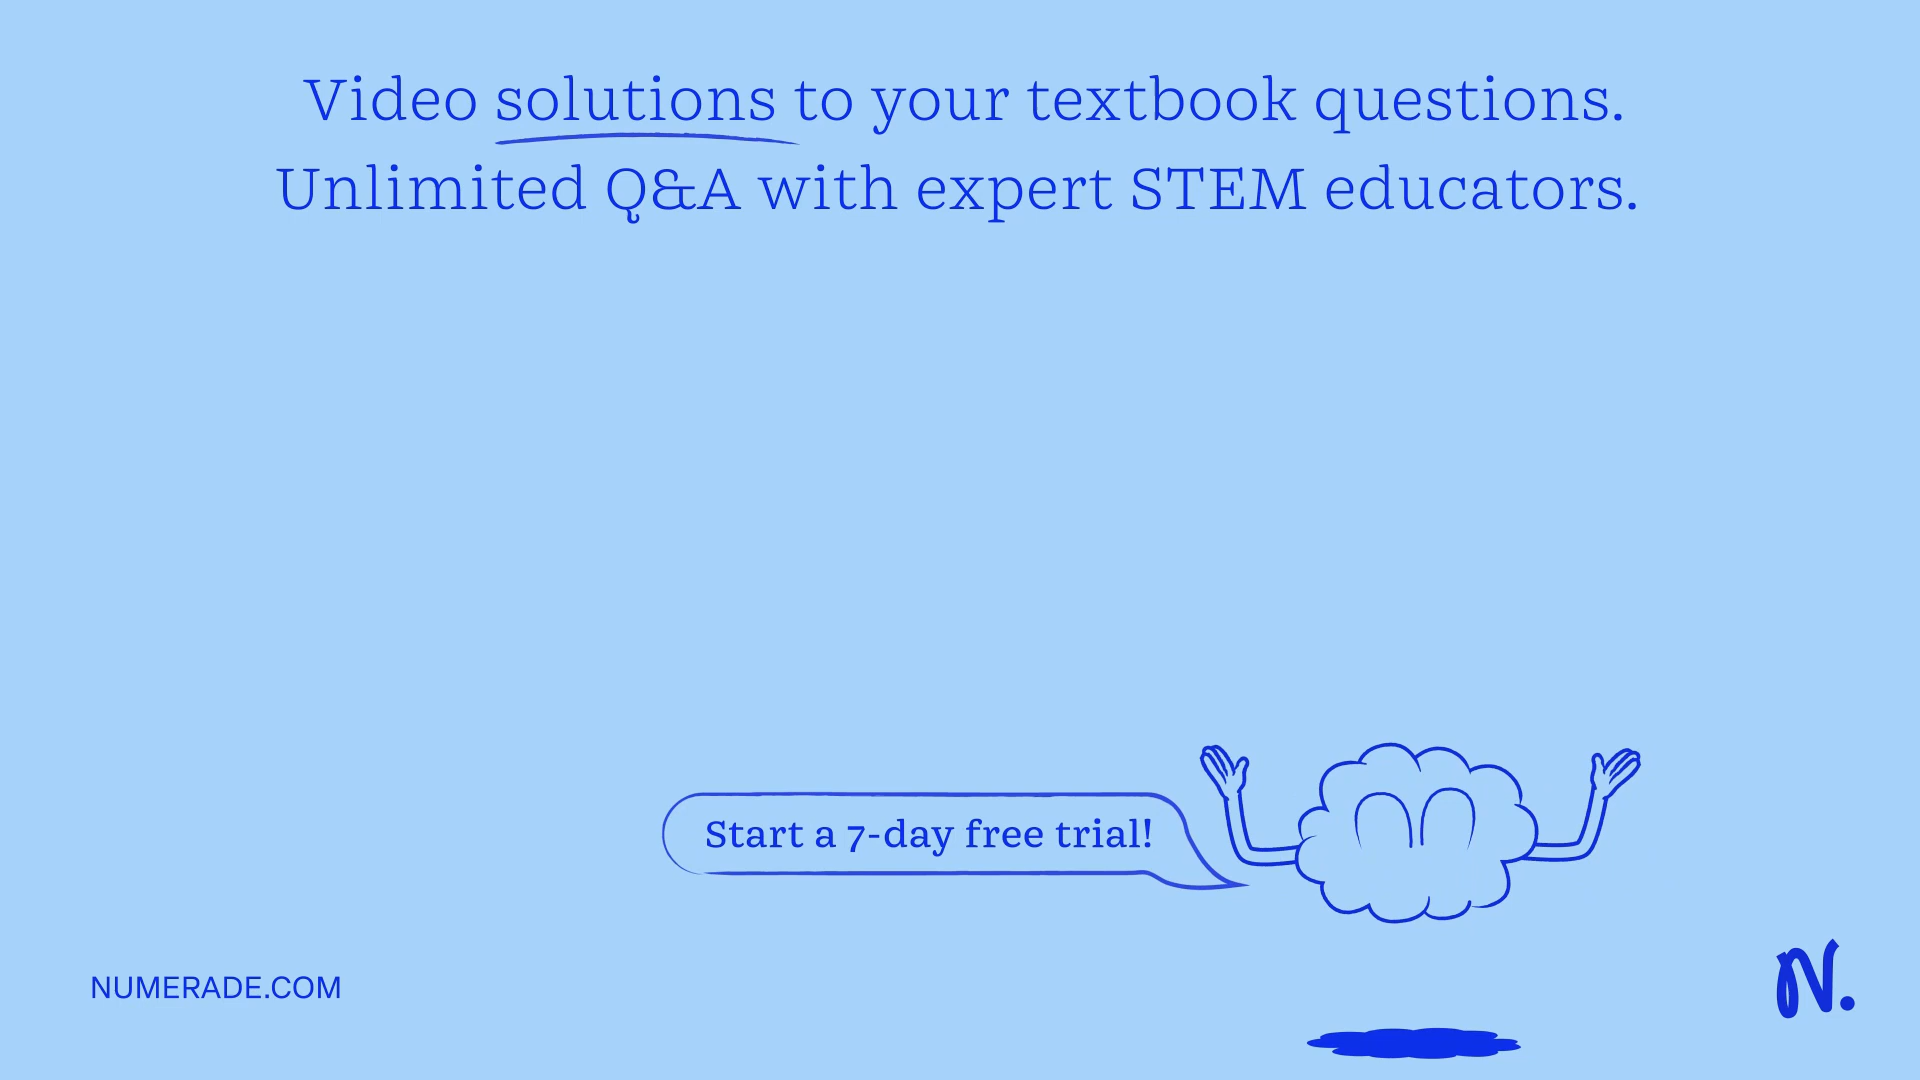 Video solutions to your textbook questions.
Unlimited Q&A with expert STEM educators.
Start a 7-day free trial!
NUMERADE.COM
N.